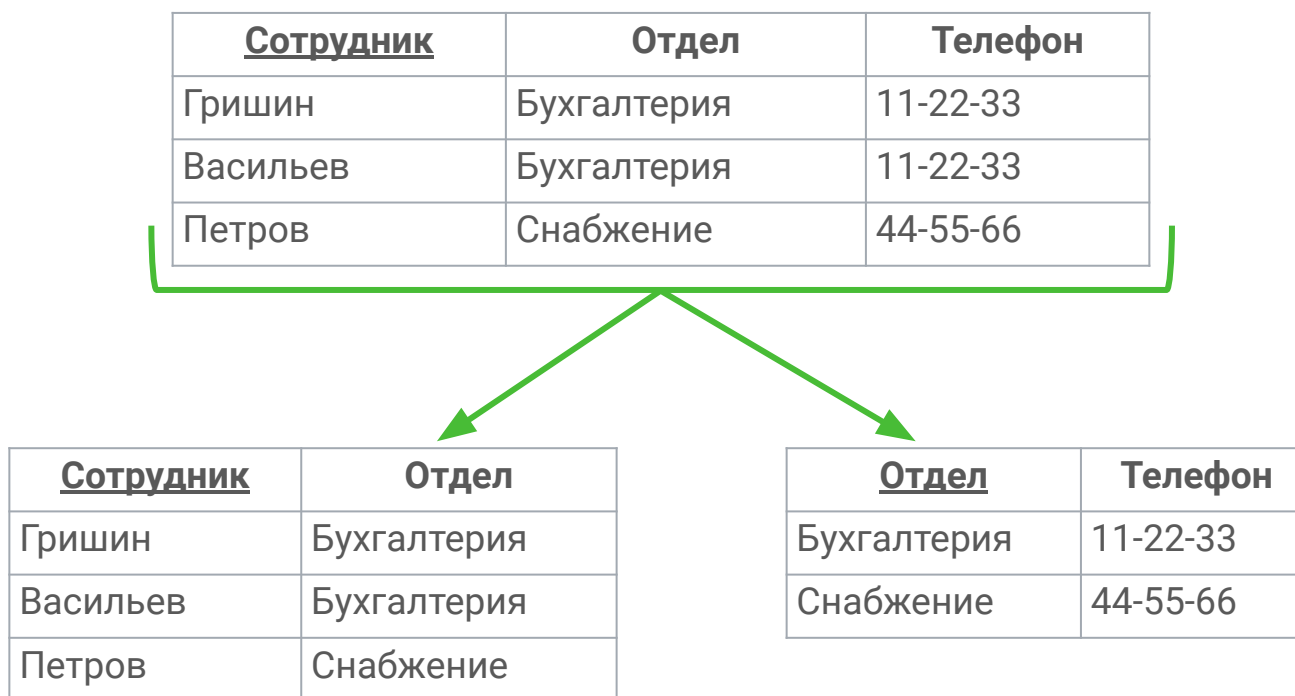 Сотрудник Отдел Телефон
Гришин Бухгалтерия 11-22-33
Васильев Бухгалтерия 11-22-33
Петров Снабжение 44-55-66
Сотрудник Отдел
Гришин Бухгалтерия
Васильев Бухгалтерия
Петров Снабжение
Отдел Телефон
Бухгалтерия 11-22-33
Снабжение 44-55-66